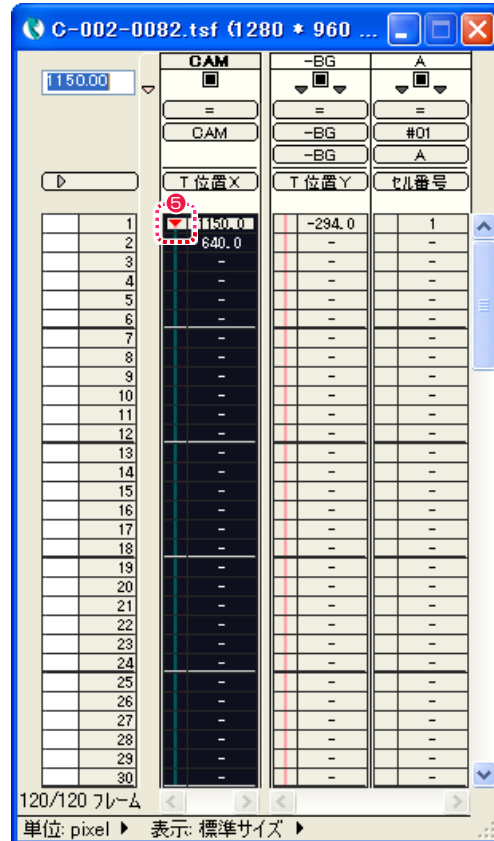 C-002-0082.tsf (1280 * 960 ...
CAM -BG A
1150.00
= = =
CAM -BG #01
-BG A
T 位置X T 位置Y セル番号
5
1 1150.0 -294.0 1
2 640.0 - -
3 - - -
4 - - -
5 - - -
6 - - -
7 - - -
8 - - -
9 - - -
10 - - -
11 - - -
12 - - -
13 - - -
14 - - -
15 - - -
16 - - -
17 - - -
18 - - -
19 - - -
20 - - -
21 - - -
22 - - -
23 - - -
24 - - -
25 - - -
26 - - -
27 - - -
28 - - -
29 - - -
30 - - -
120/120 フレーム
単位: pixel 表示: 標準サイズ